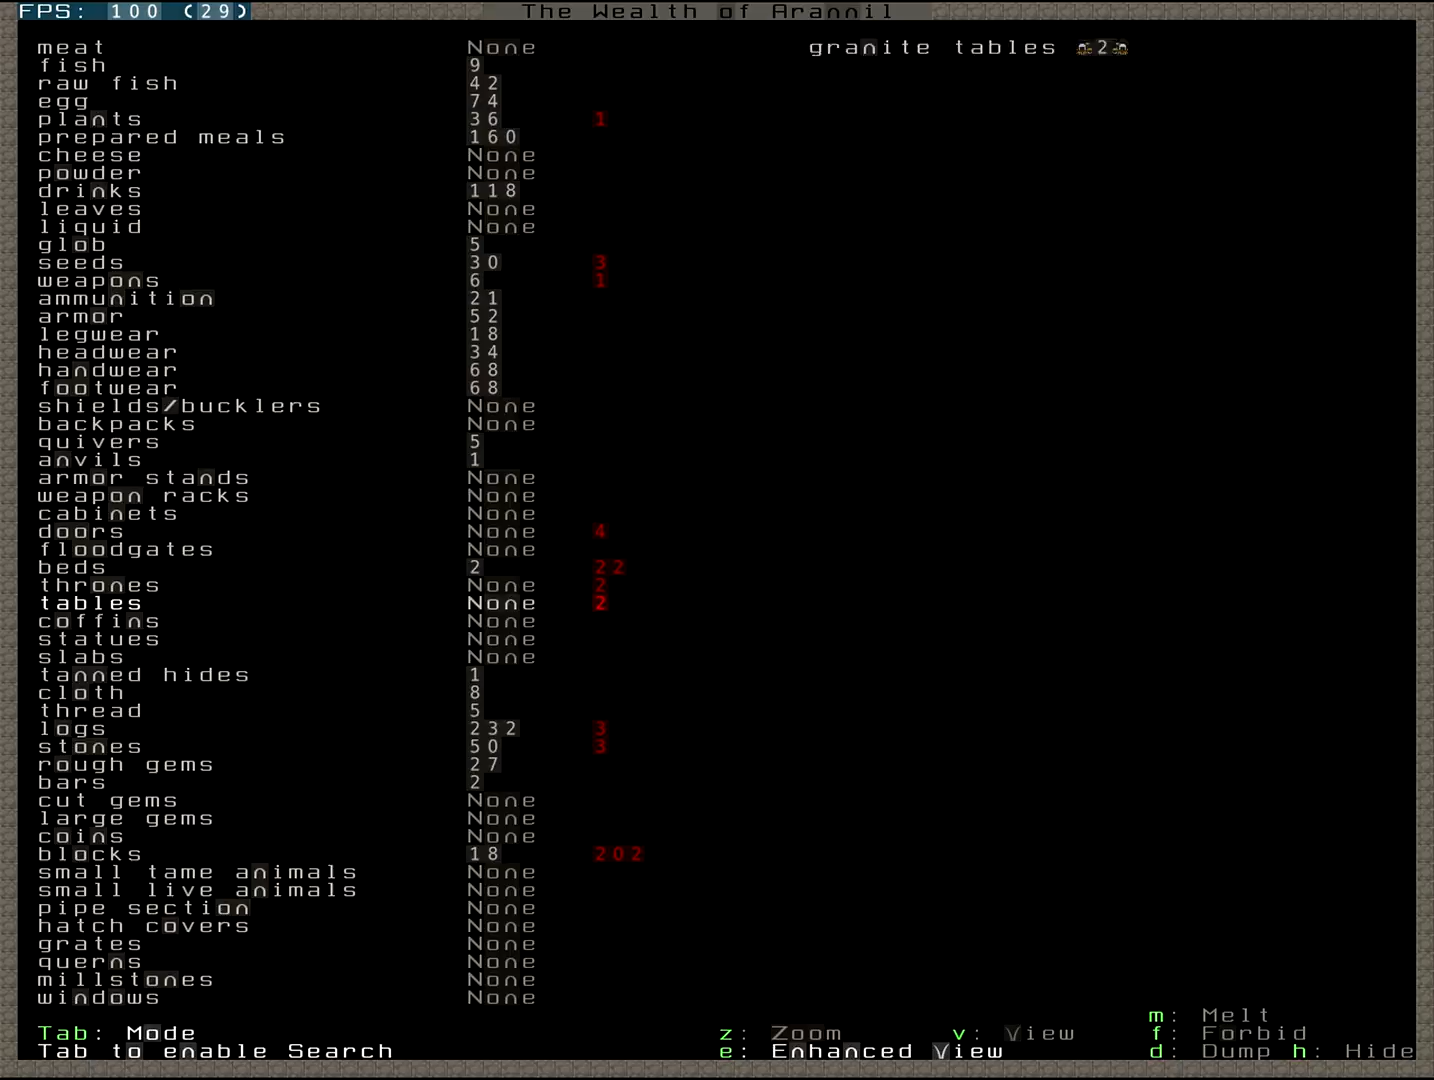 FPS: 100 (29) The Wealth of Arannil
meat None granite tables 2
fish 9
raw fish 42
egg 74
plants 36 1
prepared meals 160
cheese None
powder None
drinks 118
leaves None
liquid None
glob 5
seeds 30 3
weapons 6 1
ammunition 21
armor 52
legwear 18
headwear 34
handwear 68
footwear 68
shields/bucklers None
backpacks None
quivers 5
anvils 1
armor stands None
weapon racks None
cabinets None
doors None 4
floodgates None
beds 2 22
thrones None 2
tables None 2
coffins None
statues None
slabs None
tanned hides 1
cloth 8
thread 5
logs 232 3
stones 50 3
rough gems 27
bars 2
cut gems None
large gems None
coins None
blocks 18 202
small tame animals None
small live animals None
pipe section None
hatch covers None
grates None
querns None
millstones None
windows None
m: Melt
Tab: Mode z: Zoom v: View f: Forbid
Tab to enable Search e: Enhanced View d: Dump h: Hide